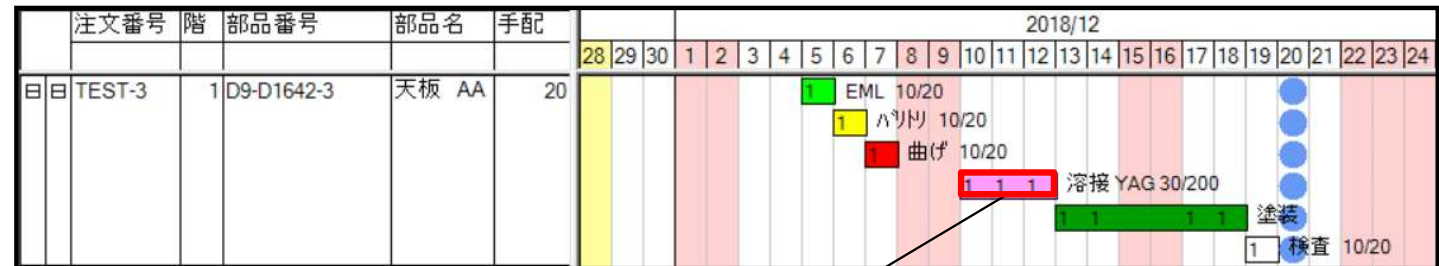 注文番号 階 部品番号 部品名 手配 2018/12
28 29 30 1 2 3 4 5 6 7 8 9 10 11 12 13 14 15 16 17 18 19 20 21 22 23 24
TEST-3 1 D9-D1642-3 天板 AA 20 1 EML 10/20
1 バリトリ 10/20
1 曲げ 10/20
1 1 1 溶接 YAG 30/200
1 1 1 1 塗装
1 検査 10/20